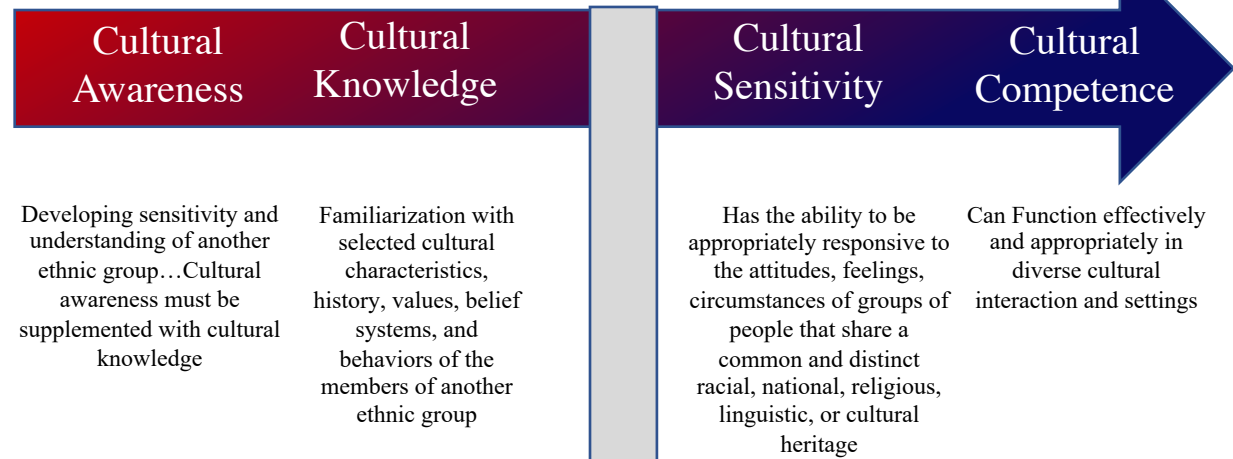 Cultural
Awareness
Cultural
Knowledge
Cultural
Sensitivity
Cultural
Competence
Developing sensitivity and
understanding of another
ethnic group…Cultural
awareness must be
supplemented with cultural
knowledge
Familiarization with
selected cultural
characteristics,
history, values, belief
systems, and
behaviors of the
members of another
ethnic group
Has the ability to be
appropriately responsive to
the attitudes, feelings,
circumstances of groups of
people that share a
common and distinct
racial, national, religious,
linguistic, or cultural
heritage
Can Function effectively
and appropriately in
diverse cultural
interaction and settings